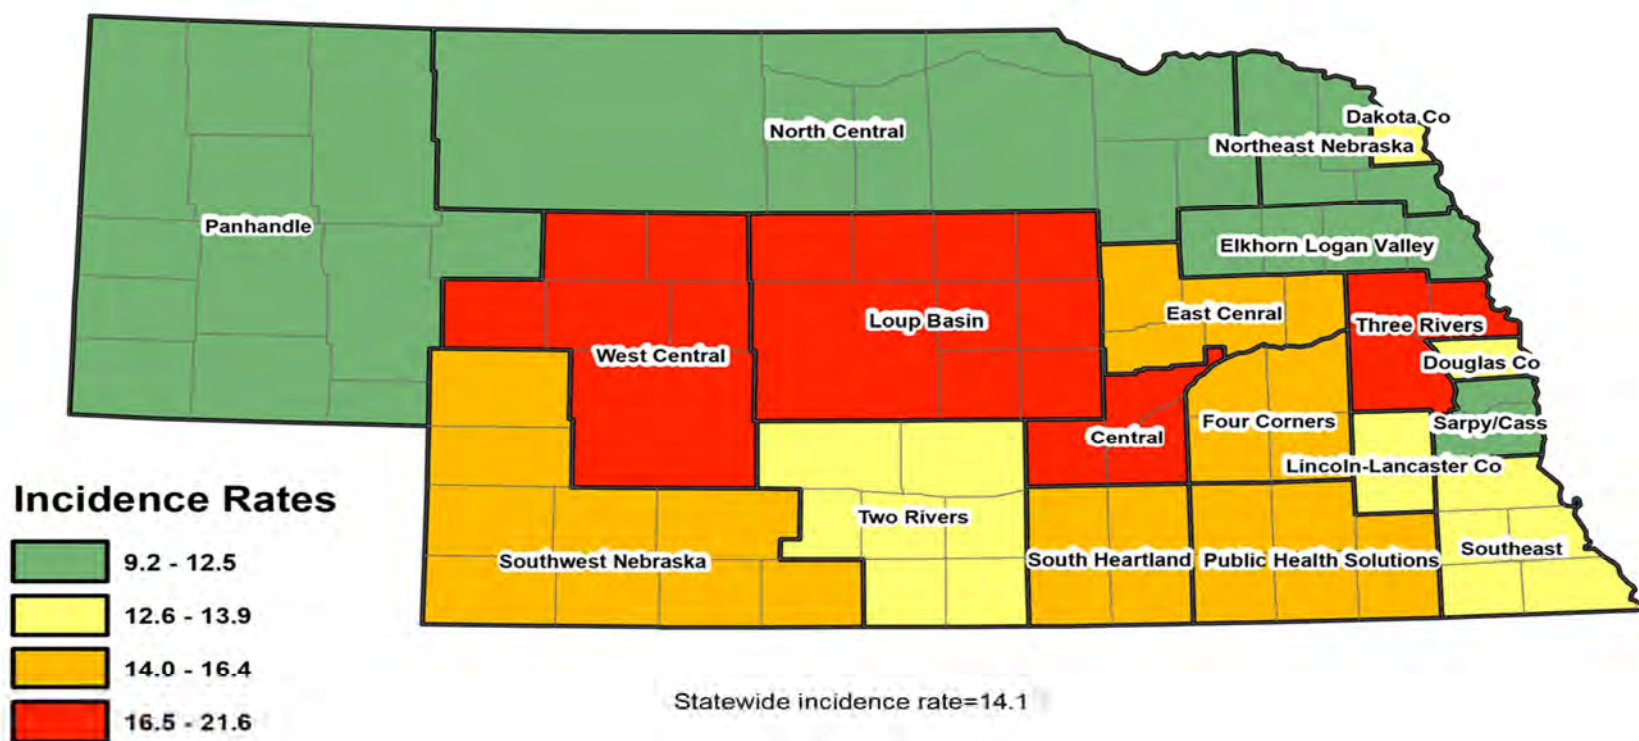 Dakota Co
North Central
Northeast Nebraska
Panhandle
Elkhorn Logan Valley
East Cenral
Loup Basin
Three Rivers
West Central
Douglas Co
Four Corners
Sarpy/Cass
Central
Lincoln-Lancaster Co
Incidence Rates
Two Rivers
Southeast
Southwest Nebraska
South Heartland
Public Health Solutions
9.2 - 12.5
12.6 - 13.9
14.0 - 16.4
16.5 - 21.6
Statewide incidence rate=14.1